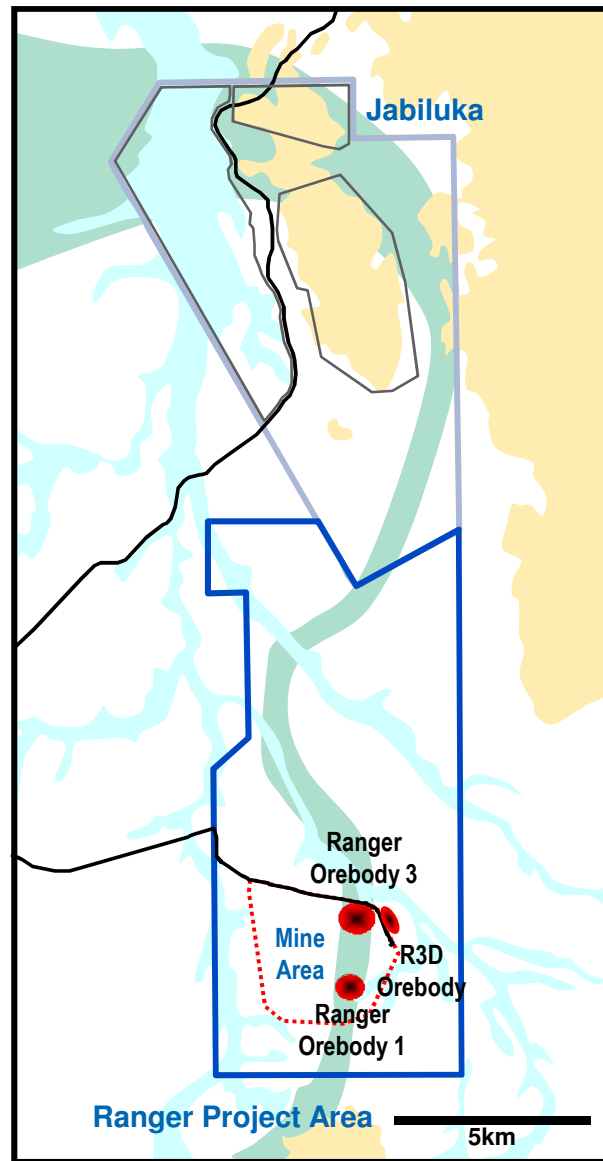 Jabiluka
Ranger
Orebody 3
Mine
Area
R3D
Orebody
Ranger
Orebody 1
Ranger Project Area
5km